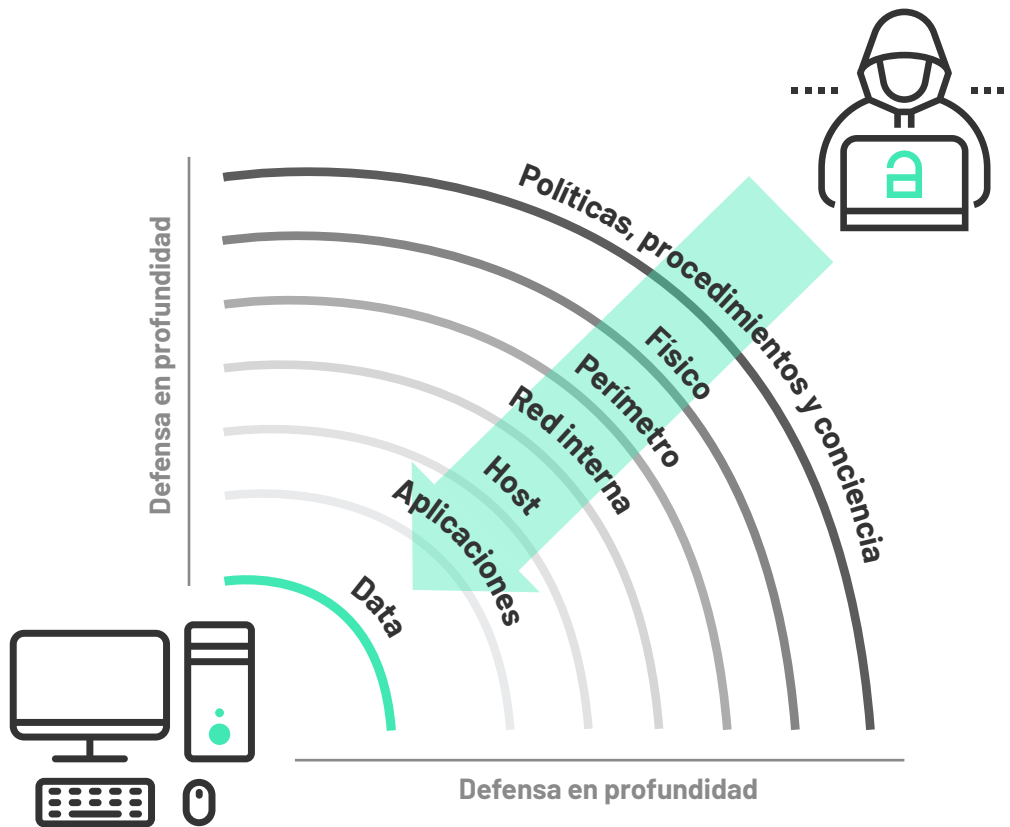 Políticas, procedimientos y conciencia
Físico
Perímetro
Red interna
Host
Aplicaciones
Data
Defensa en profundidad
Defensa en profundidad